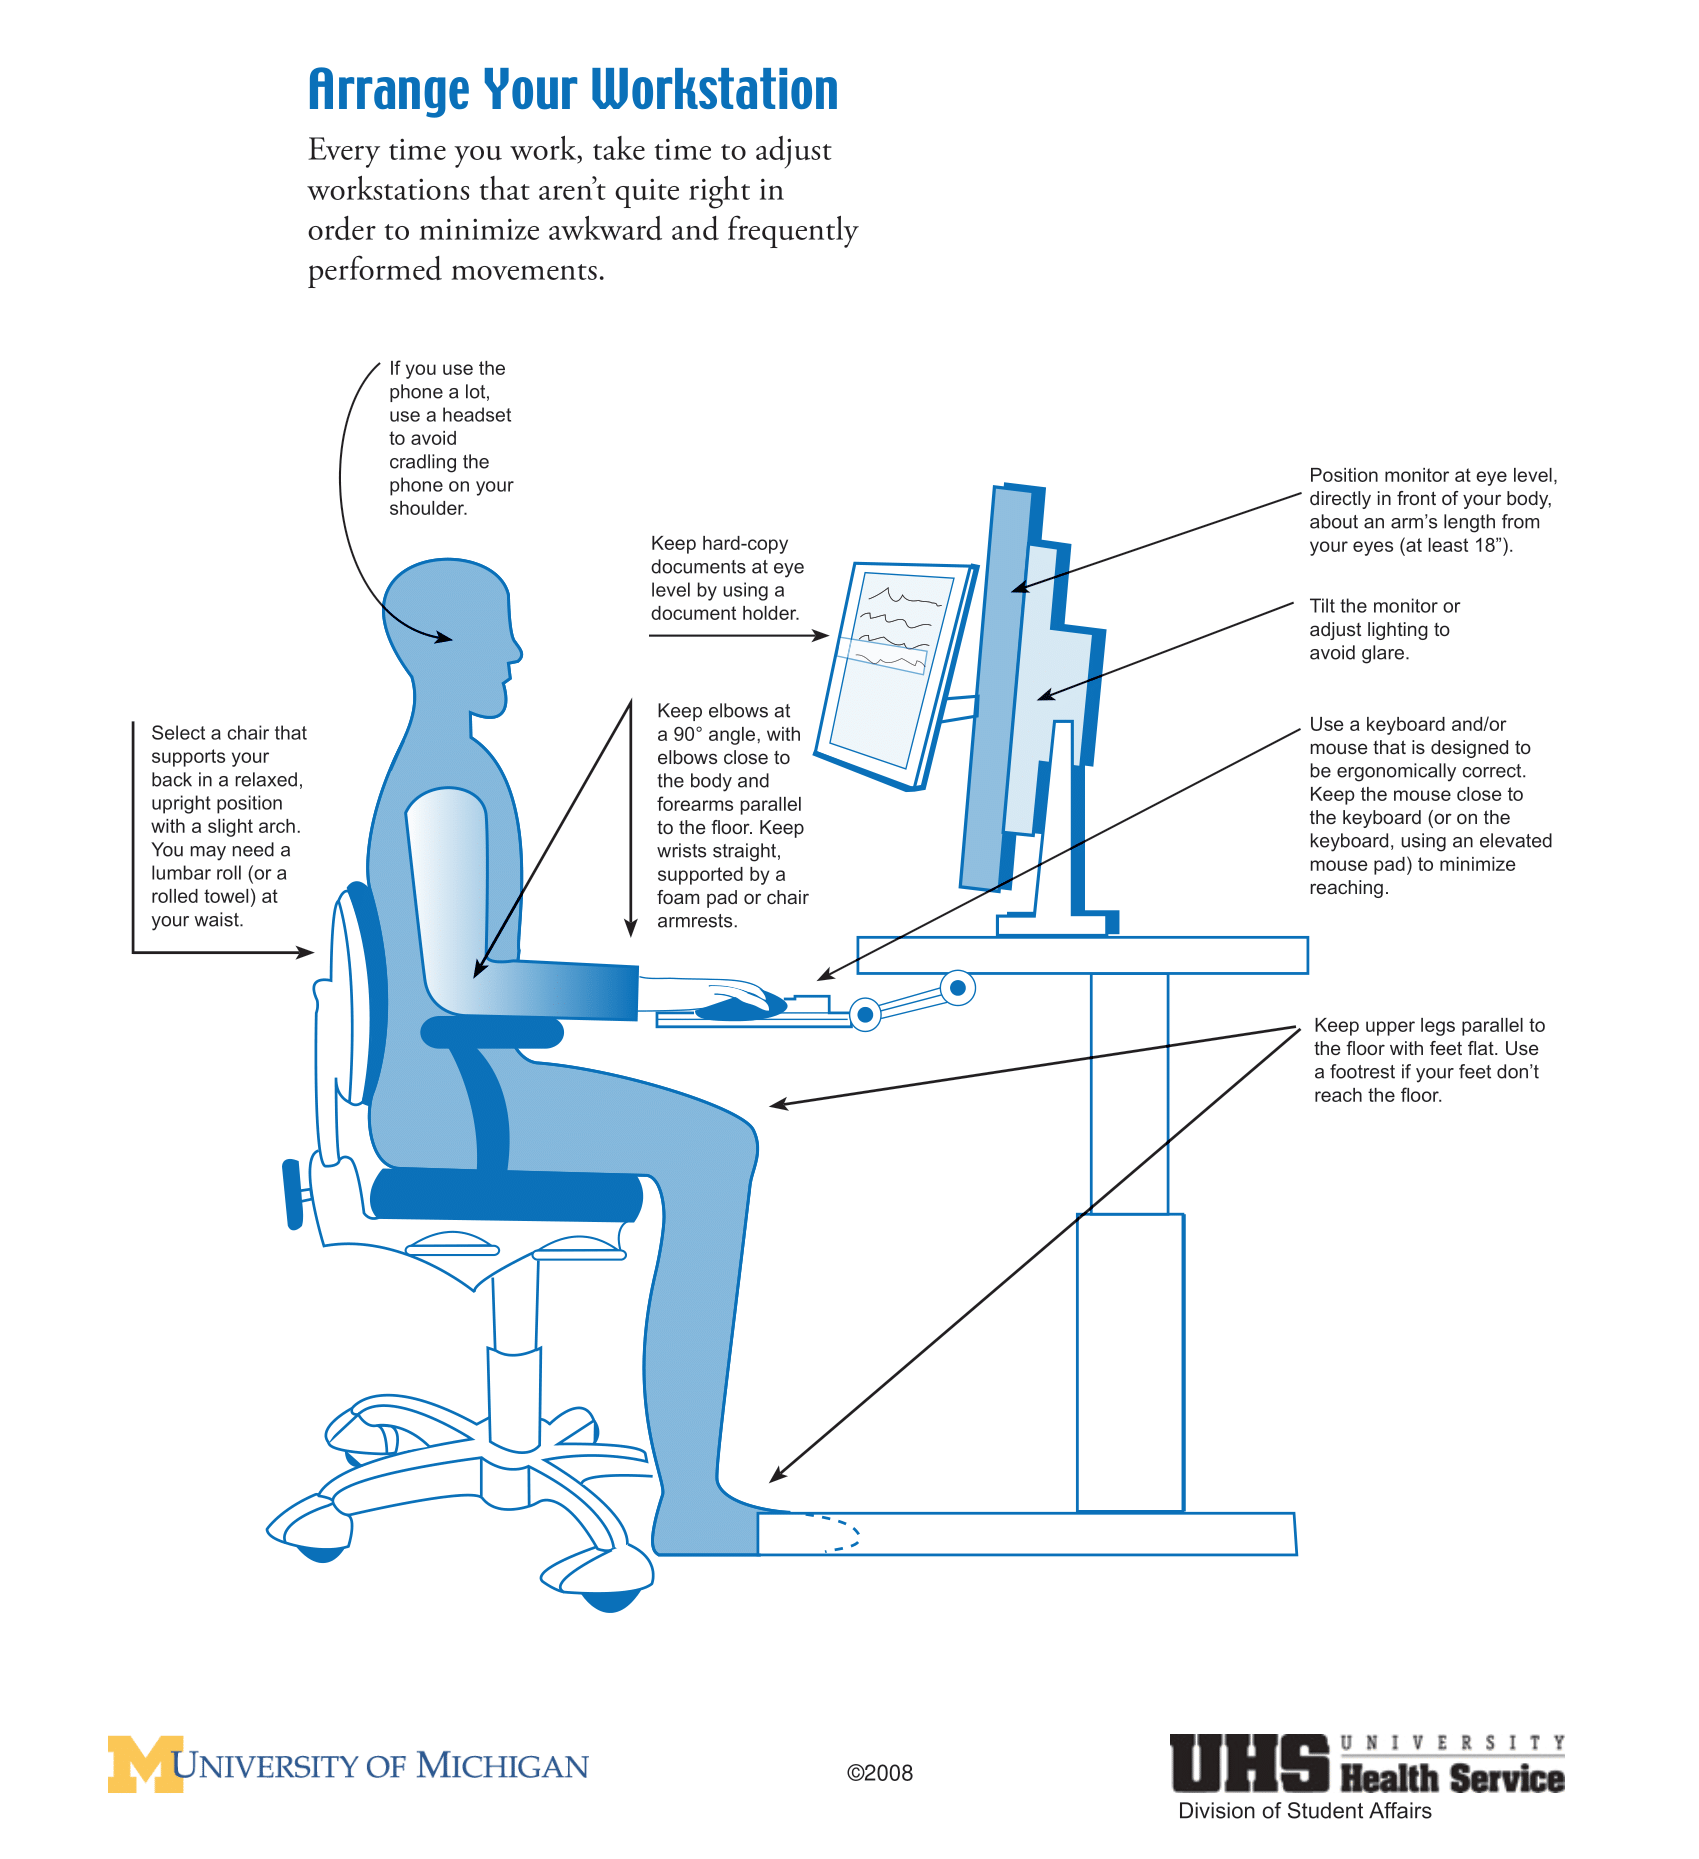 Arrange Your Workstation
Every time you work, take time to adjust
workstations that aren’t quite right in
order to minimize awkward and frequently
performed movements.
If you use the
phone a lot,
use a headset
to avoid
cradling the
phone on your
shoulder.
Keep hard-copy
documents at eye
level by using a
document holder.
Position monitor at eye level,
directly in front of your body,
about an arm’s length from
your eyes (at least 18”).
Tilt the monitor or
adjust lighting to
avoid glare.
Select a chair that
supports your
back in a relaxed,
upright position
with a slight arch.
You may need a
lumbar roll (or a
rolled towel) at
your waist.
Keep elbows at
a 90° angle, with
elbows close to
the body and
forearms parallel
to the floor. Keep
wrists straight,
supported by a
foam pad or chair
armrests.
Use a keyboard and/or
mouse that is designed to
be ergonomically correct.
Keep the mouse close to
the keyboard (or on the
keyboard, using an elevated
mouse pad) to minimize
reaching.
Keep upper legs parallel to
the floor with feet flat. Use
a footrest if your feet don’t
reach the floor.
M UNIVERSITY OF MICHIGAN
©2008
UHS UNIVERSITY
Health Service
Division of Student Affairs